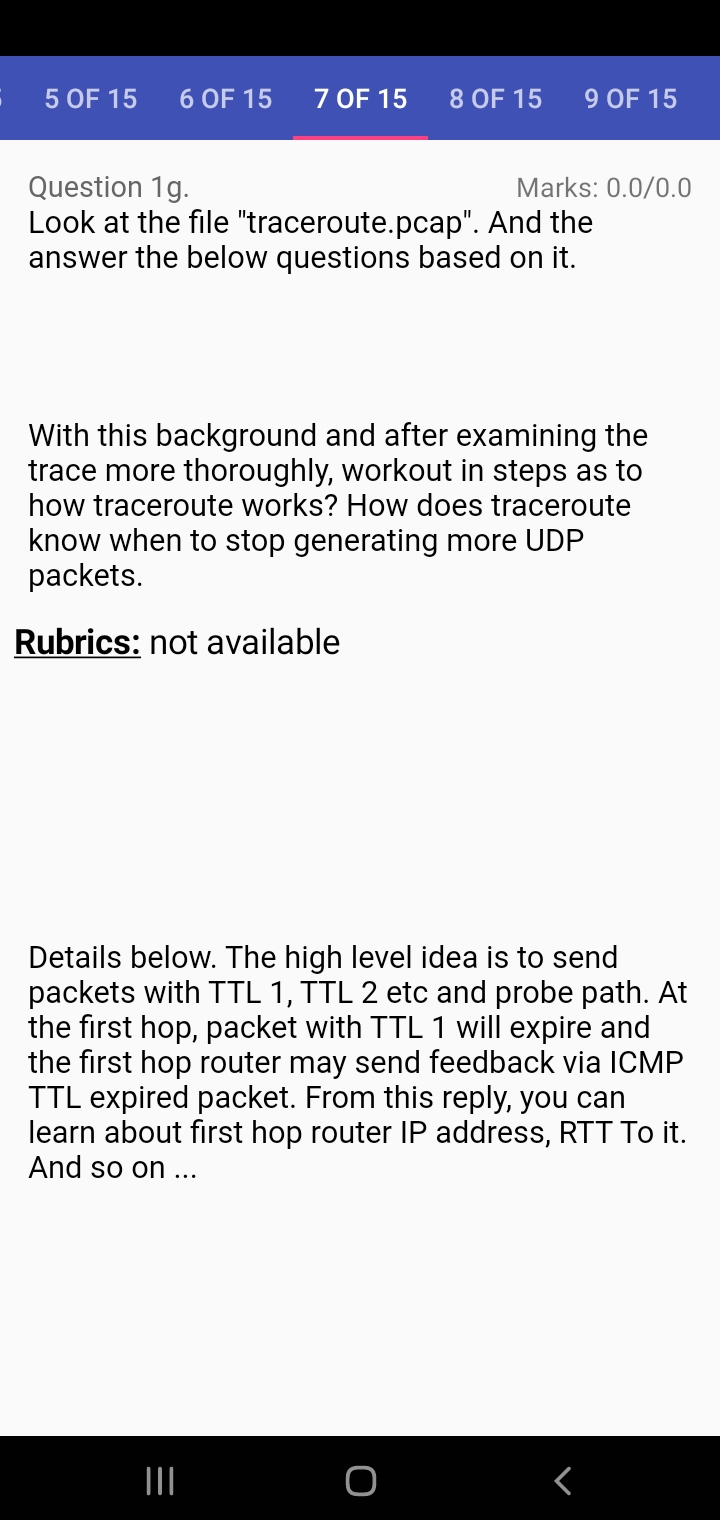 5 OF 15 6 OF 15 7 OF 15 8 OF 15 9 OF 15
Question 1g. Marks: 0.0/0.0
Look at the file "traceroute.pcap". And the
answer the below questions based on it.
With this background and after examining the
trace more thoroughly, workout in steps as to
how traceroute works? How does traceroute
know when to stop generating more UDP
packets.
Rubrics: not available
Details below. The high level idea is to send
packets with TTL 1, TTL 2 etc and probe path. At
the first hop, packet with TTL 1 will expire and
the first hop router may send feedback via ICMP
TTL expired packet. From this reply, you can
learn about first hop router IP address, RTT To it.
And so on ...